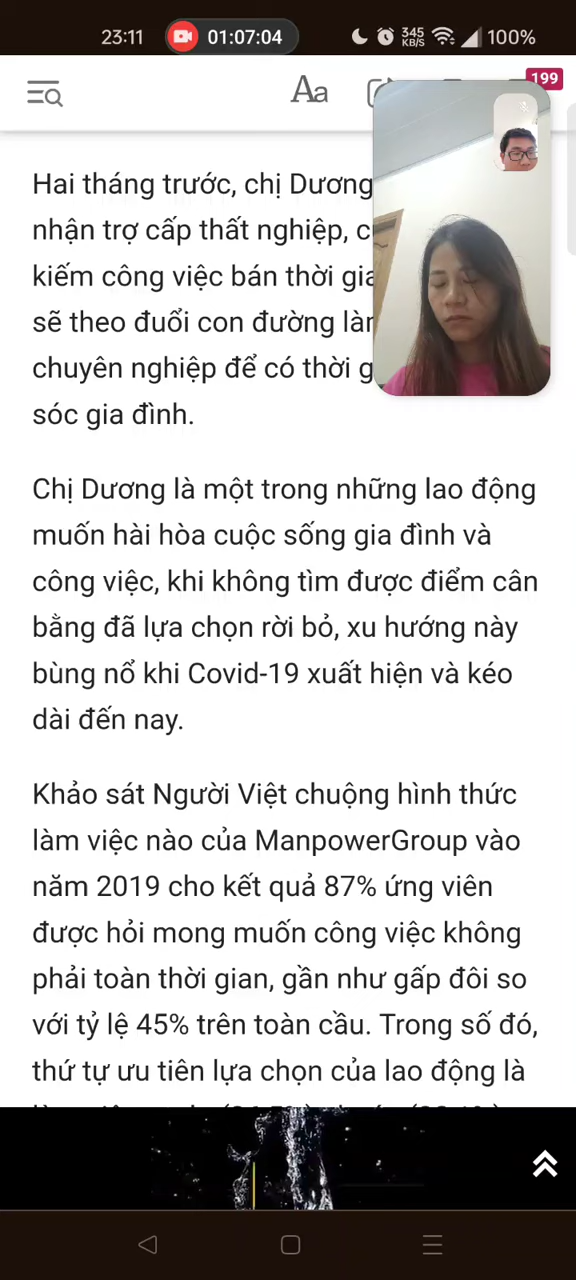 23:11
01:07:04
345
KB/S
100%
Aa
199
Hai tháng trước, chị Dương
nhận trợ cấp thất nghiệp,
kiếm công việc bán thời
sẽ theo đuổi con đường
chuyên nghiệp để có thời
sóc gia đình.
Chị Dương là một trong những lao động
muốn hài hòa cuộc sống gia đình và
công việc, khi không tìm được điểm cân
bằng đã lựa chọn rời bỏ, xu hướng này
bùng nổ khi Covid-19 xuất hiện và kéo
dài đến nay.
Khảo sát Người Việt chuộng hình thức
làm việc nào của ManpowerGroup vào
năm 2019 cho kết quả 87% ứng viên
được hỏi mong muốn công việc không
phải toàn thời gian, gần như gấp đôi so
với tỷ lệ 45% trên toàn cầu. Trong số đó,
thứ tự ưu tiên lựa chọn của lao động là